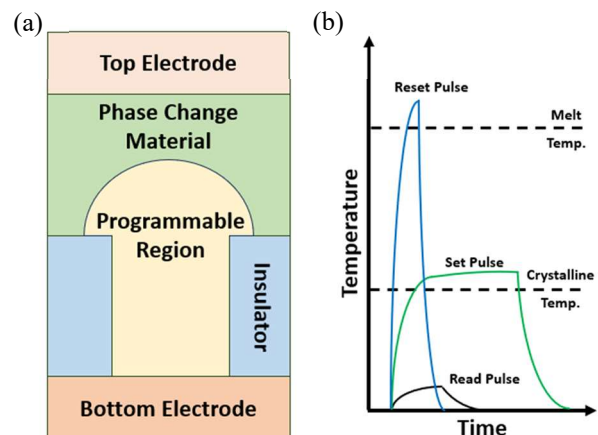 (a)
Top Electrode
Phase Change
Material
Programmable
Region
Insulator
Bottom Electrode
(b)
Temperature
Reset Pulse
Melt
Temp.
Set Pulse
Crystalline
Temp.
Read Pulse
Time